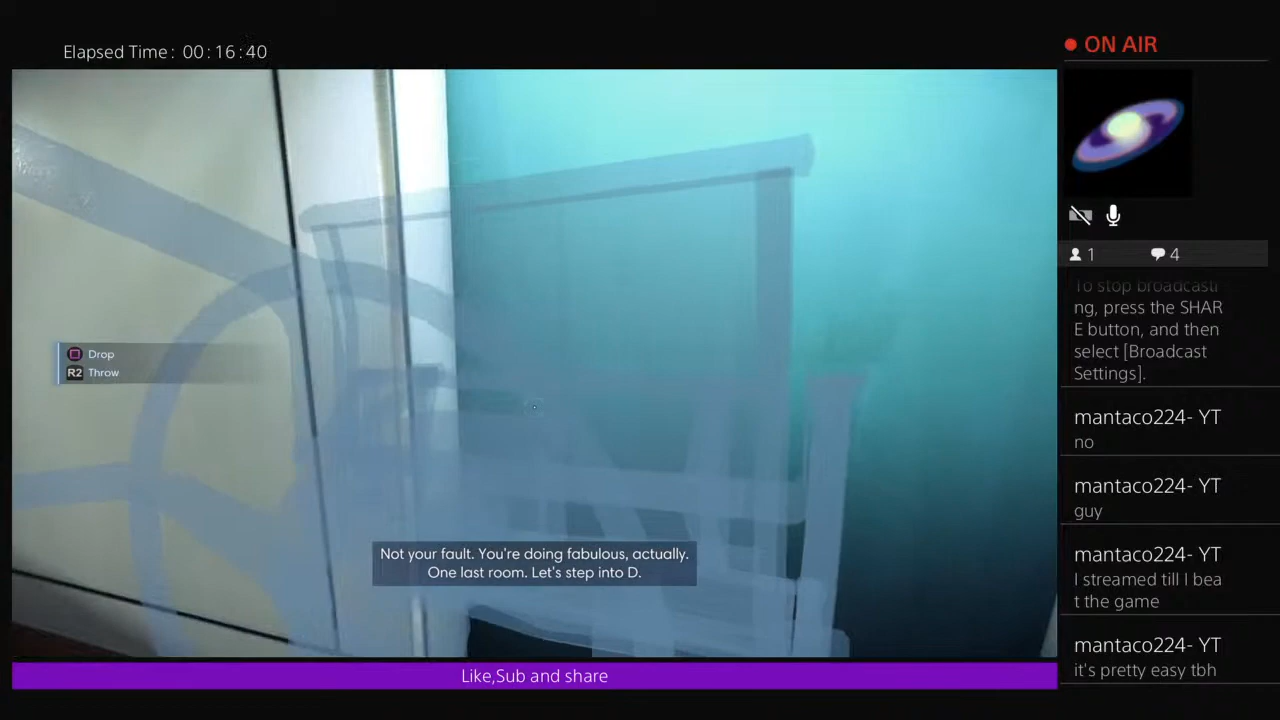 Elapsed Time: 00:16:40
ON AIR
1
4
To stop broadcasti
ng, press the SHAR
E button, and then
select [Broadcast
Settings].
mantaco224- YT
no
mantaco224- YT
guy
mantaco224- YT
I streamed till I bea
t the game
mantaco224- YT
it's pretty easy tbh
Drop
R2 Throw
Not your fault. You're doing fabulous, actually.
One last room. Let's step into D.
Like,Sub and share